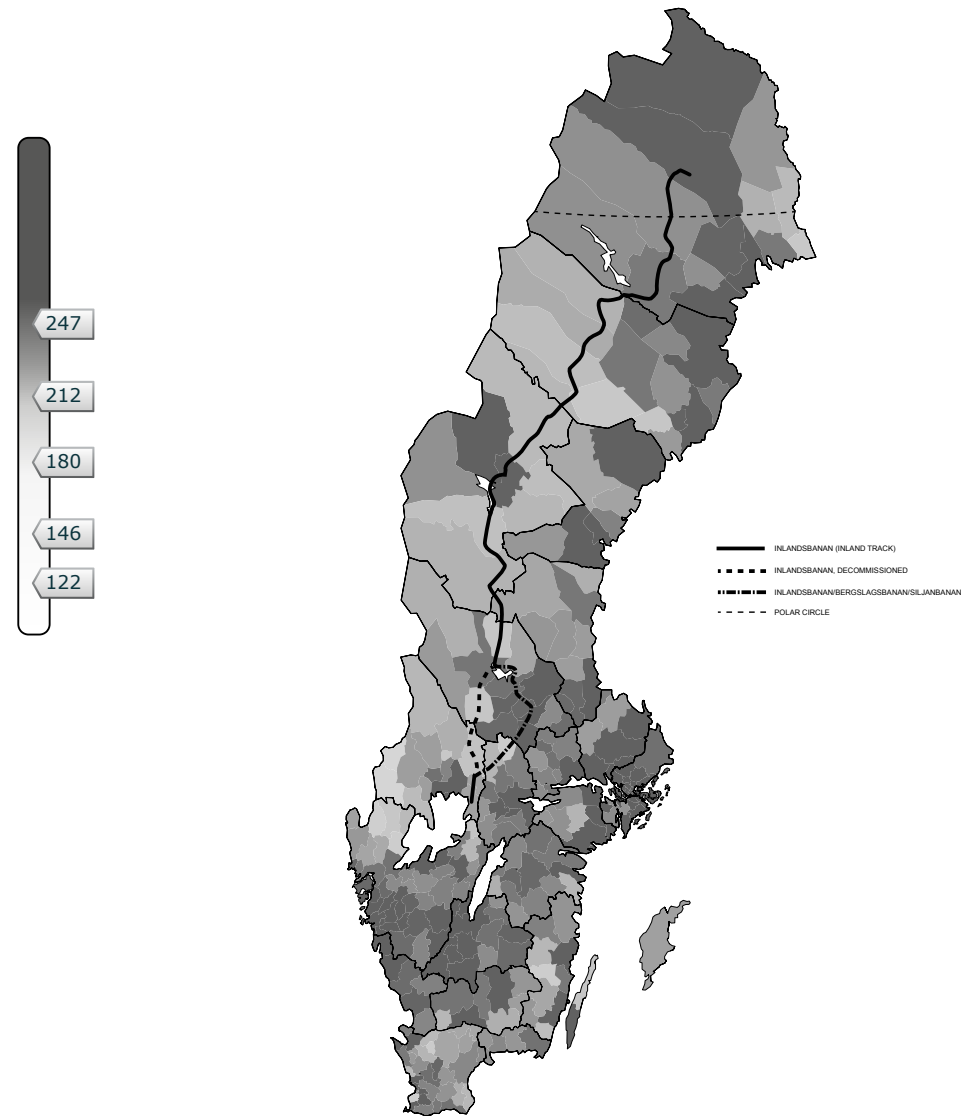 247
212
180
146
122
INLANDSBANAN (INLAND TRACK)
INLANDSBANAN, DECOMMISSIONED
INLANDSBANAN/BERGSLAGSBANAN/SILJANBANAN
POLAR CIRCLE